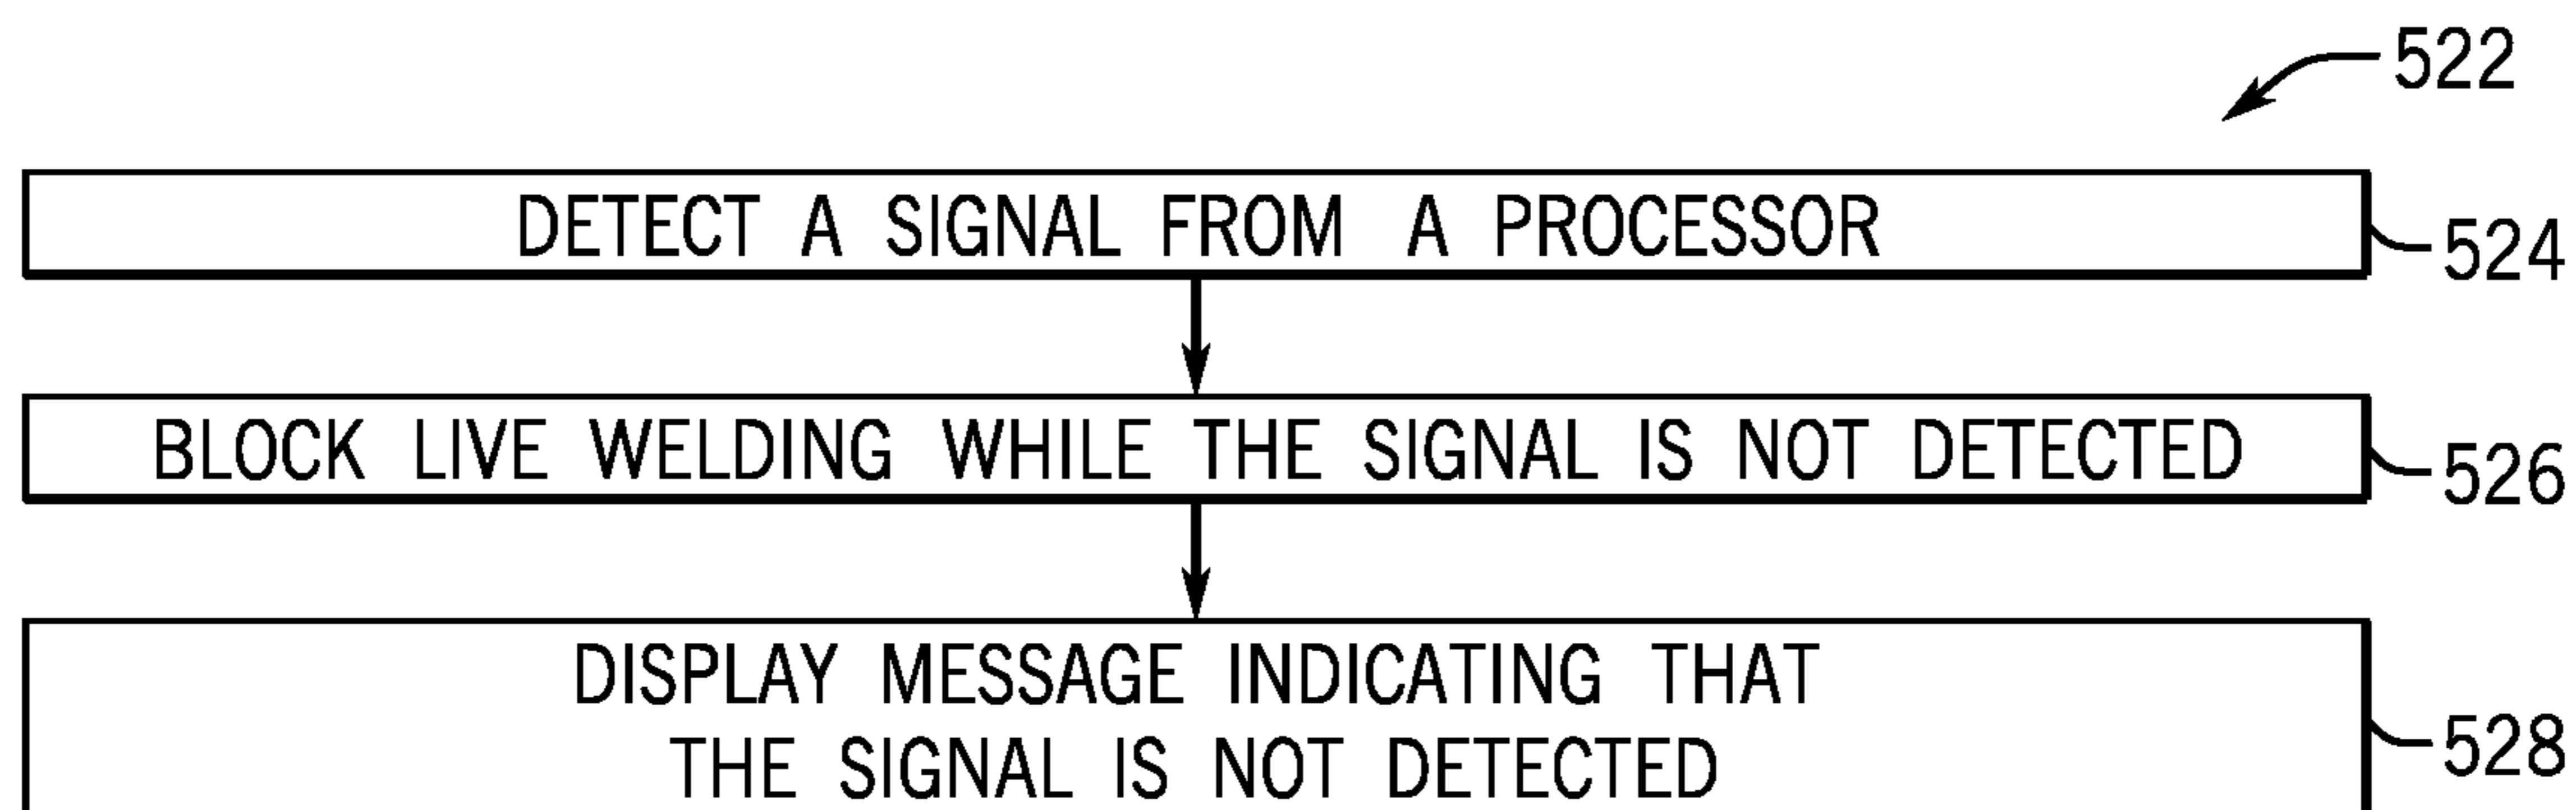 522
DETECT A SIGNAL FROM A PROCESSOR
524
BLOCK LIVE WELDING WHILE THE SIGNAL IS NOT DETECTED
526
DISPLAY MESSAGE INDICATING THAT
THE SIGNAL IS NOT DETECTED
528